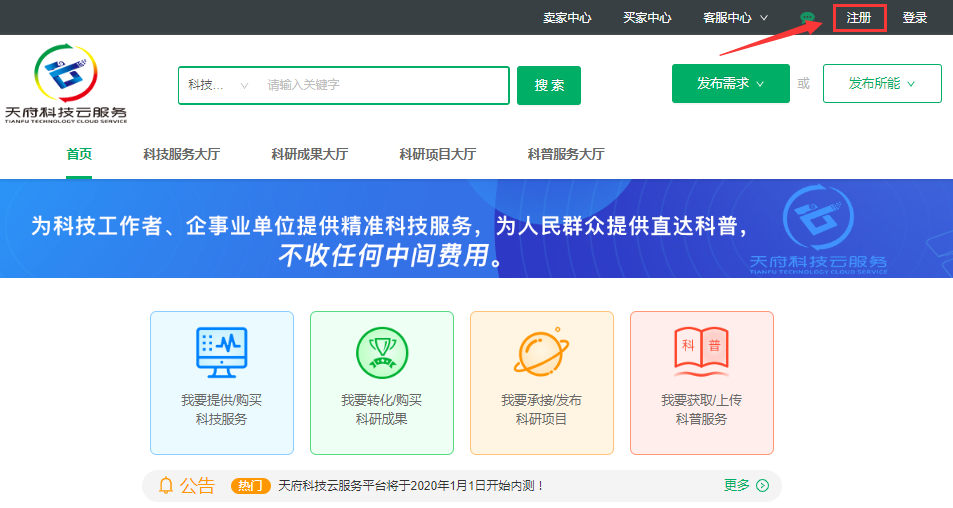 卖家中心 买家中心 客服中心 注册 登录
天府科技云服务
TIANFU TECHNOLOGY CLOUD SERVICE
科技... 请输入关键字 搜 索 发布需求 或 发布所能
首页 科技服务大厅 科研成果大厅 科研项目大厅 科普服务大厅
为科技工作者、企事业单位提供精准科技服务，为人民群众提供直达科普，
不收任何中间费用。
天府科技云服务
TIANFU TECHNOLOGY CLOUD SERVICE
科 普
我要提供/购买
科技服务
我要转化/购买
科研成果
我要承接/发布
科研项目
我要获取/上传
科普服务
公告 热门 天府科技云服务平台将于2020年1月1日开始内测！ 更多